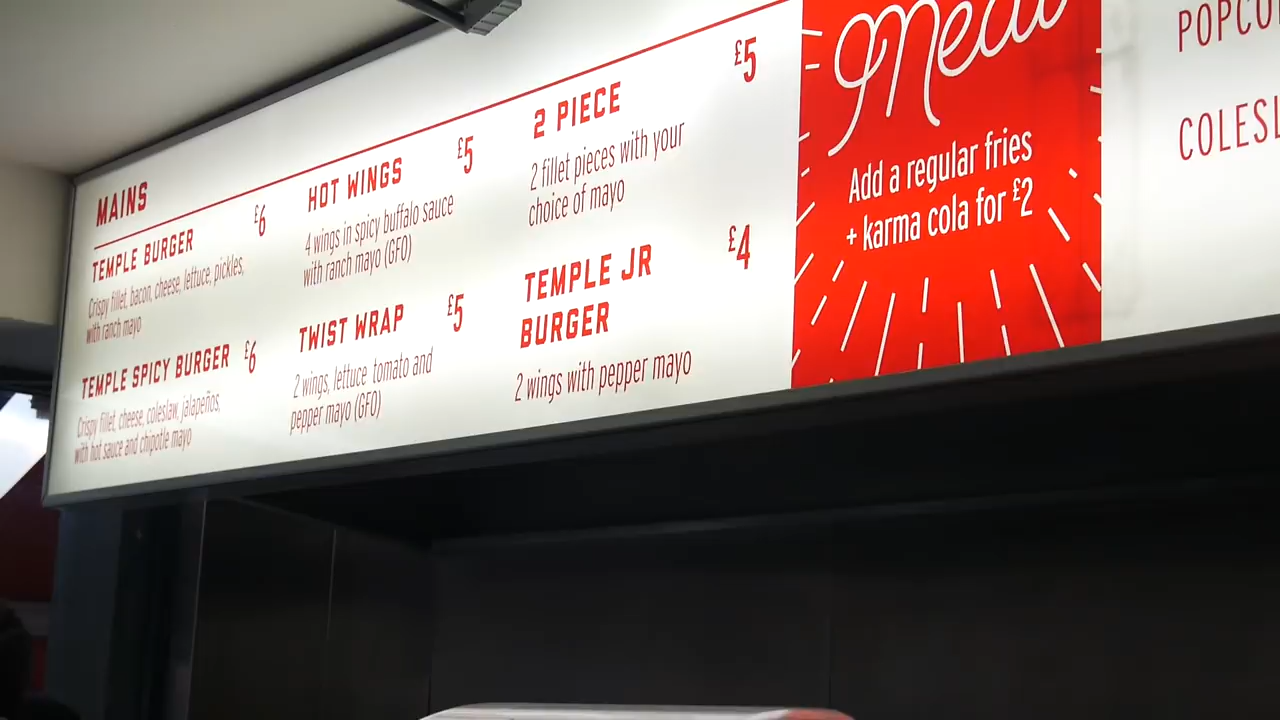 MAINS
TEMPLE BURGER £6
Crispy fillet, bacon, cheese, lettuce, pickles,
with ranch mayo
TEMPLE SPICY BURGER £6
Crispy fillet, cheese, coleslaw, jalapeños,
with hot sauce and chipotle mayo
HOT WINGS £5
4 wings in spicy buffalo sauce
with ranch mayo (GFO)
TWIST WRAP £5
2 wings, lettuce tomato and
pepper mayo (GFO)
2 PIECE £5
2 fillet pieces with your
choice of mayo
TEMPLE JR £4
BURGER
2 wings with pepper mayo
Add a regular fries
+ karma cola for £2